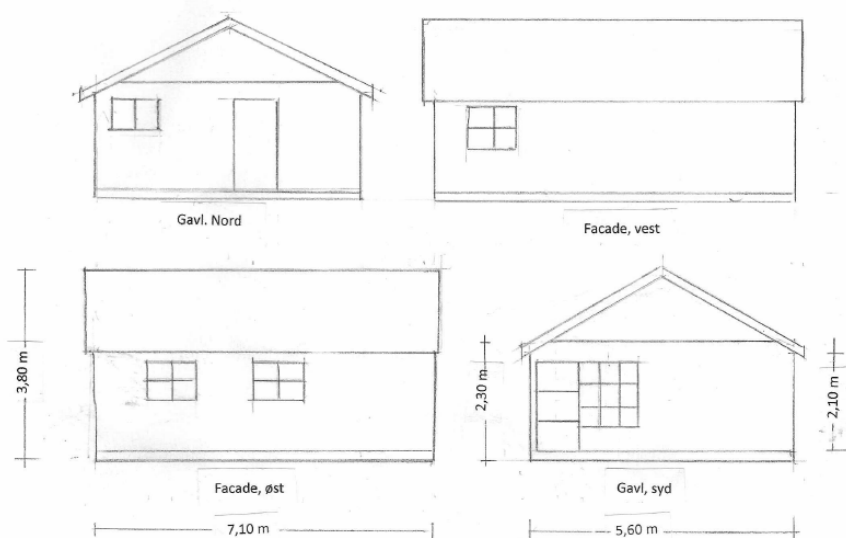 Gavl. Nord
Facade, vest
3,80 m
2,30 m
2,10 m
Facade, øst
Gavl, syd
7,10 m
5,60 m